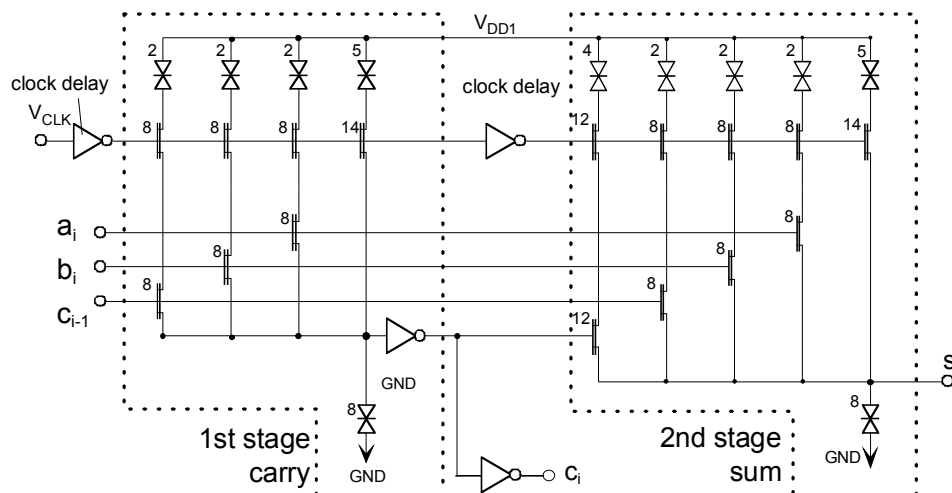 V_DD1
2 2 2 5 4 2 2 2 5
clock delay clock delay
V_CLK
8 8 8 14 12 8 8 8 14
a_i 8 8
b_i 8 8
c_i-1 8 8
12
GND
s
8 8
1st stage 2nd stage
carry GND sum GND
c_i